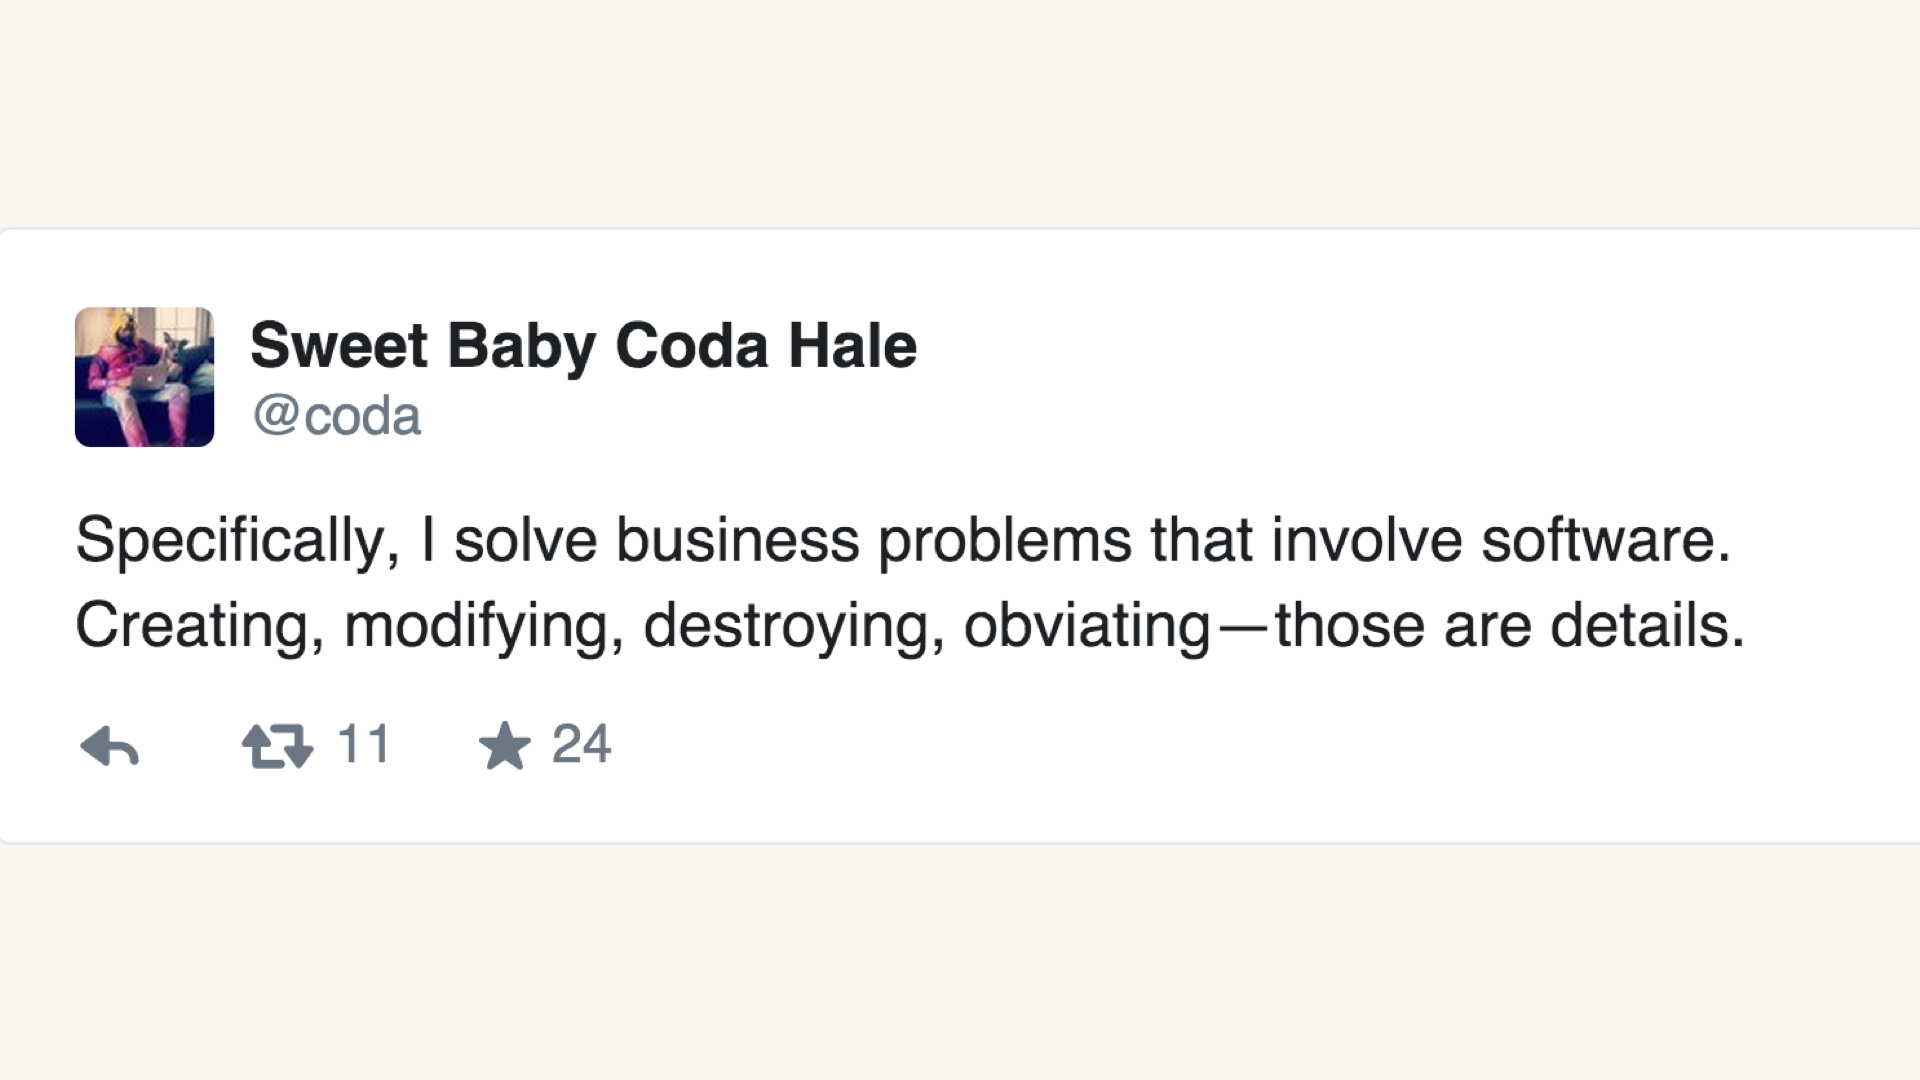 Sweet Baby Coda Hale
@coda
Specifically, I solve business problems that involve software.
Creating, modifying, destroying, obviating—those are details.
11 24